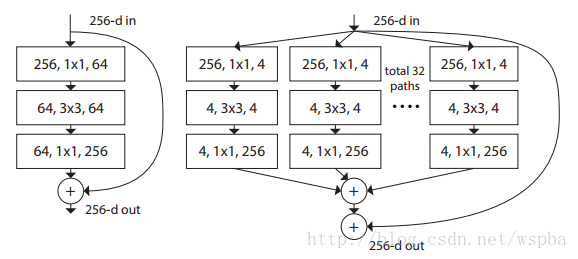 256-d in
256, 1x1, 64
64, 3x3, 64
64, 1x1, 256
+
256-d out
256-d in
256, 1x1, 4
256, 1x1, 4
total 32
paths
256, 1x1, 4
4, 3x3, 4
4, 3x3, 4
....
4, 3x3, 4
4, 1x1, 256
4, 1x1, 256
4, 1x1, 256
+
+
256-d out
http://blog.csdn.net/wspba